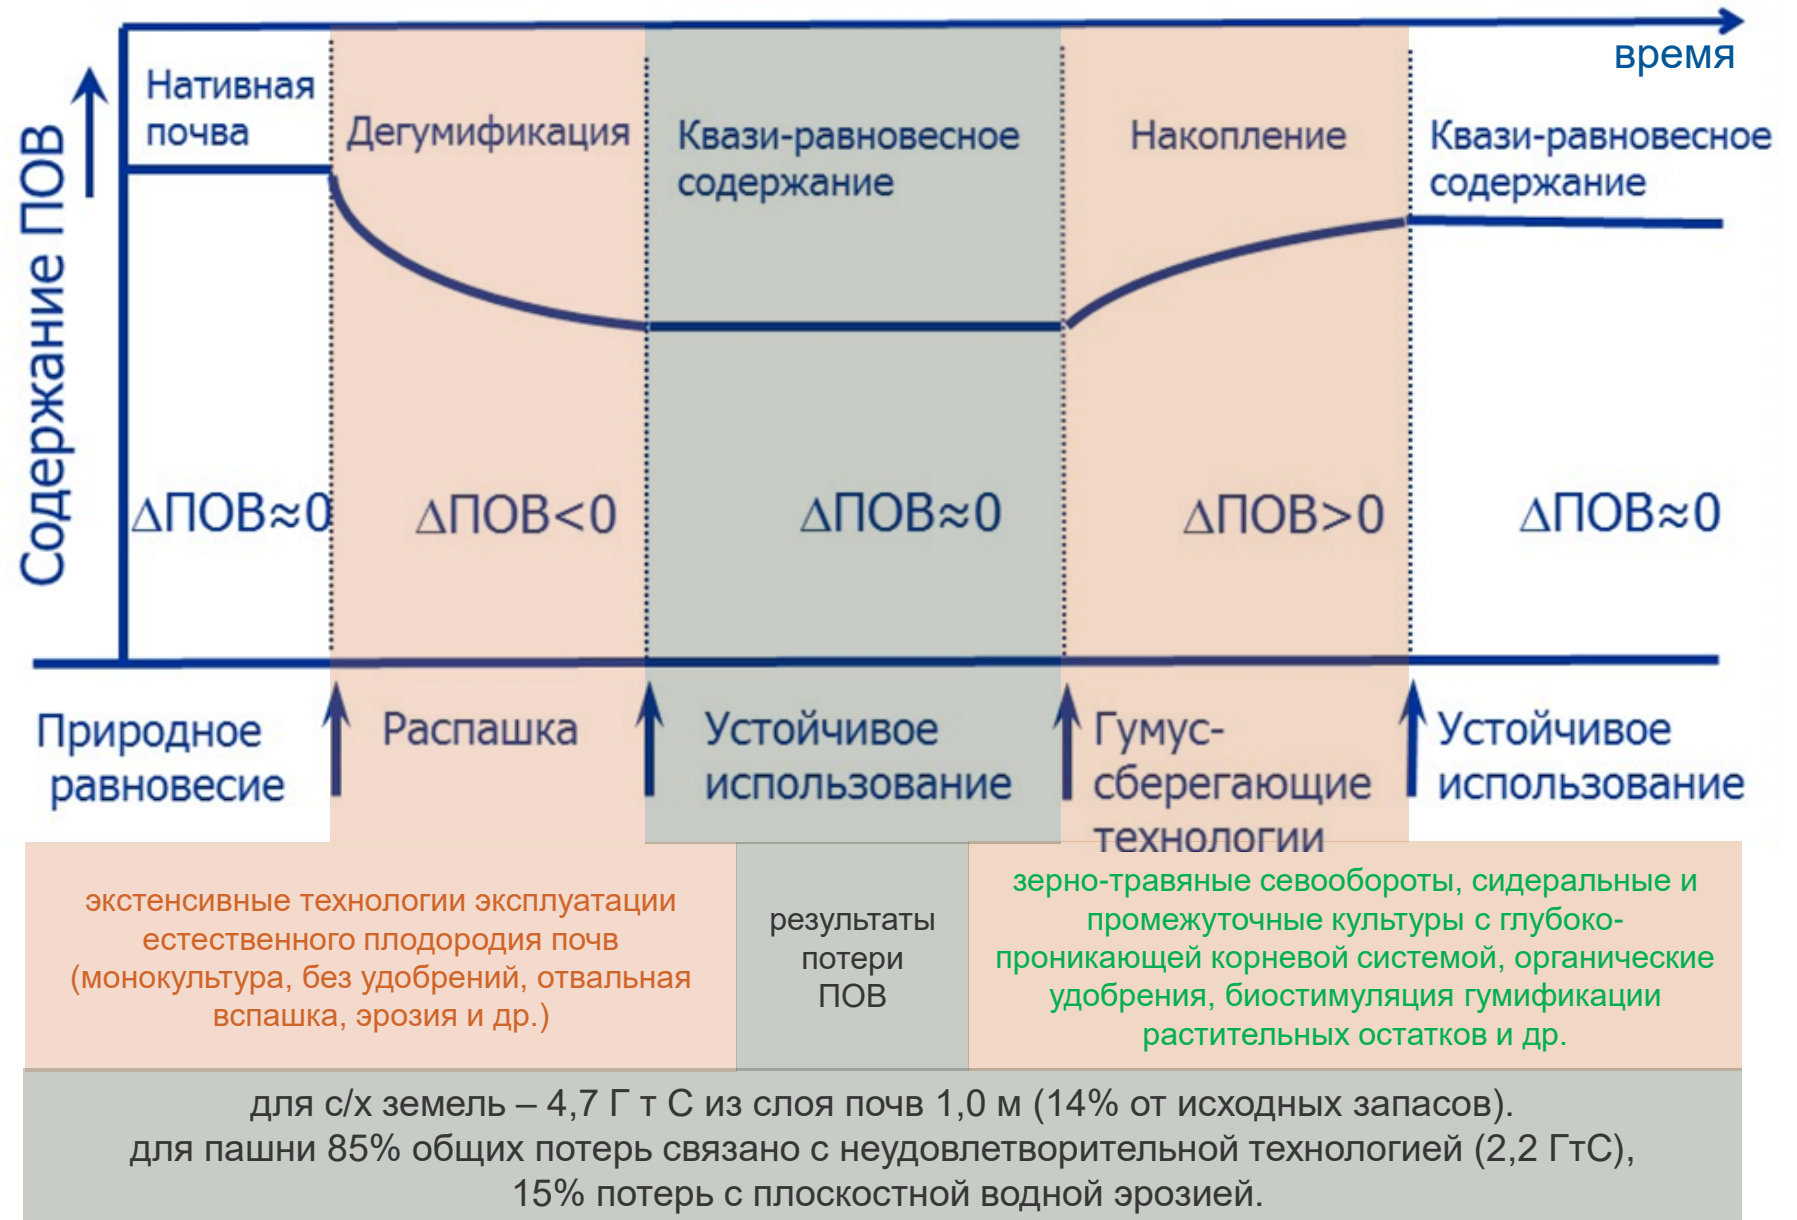 время
Содержание ПОВ
Нативная
почва
Дегумификация
Квази-равновесное
содержание
Накопление
Квази-равновесное
содержание
ΔПОВ≈0
ΔПОВ<0
ΔПОВ≈0
ΔПОВ>0
ΔПОВ≈0
Природное
равновесие
Распашка
Устойчивое
использование
Гумус-
сберегающие
технологии
Устойчивое
использование
экстенсивные технологии эксплуатации
естественного плодородия почв
(монокультура, без удобрений, отвальная
вспашка, эрозия и др.)
результаты
потери
ПОВ
зерно-травяные севообороты, сидеральные и
промежуточные культуры с глубоко-
проникающей корневой системой, органические
удобрения, биостимуляция гумификации
растительных остатков и др.
для с/х земель – 4,7 Г т С из слоя почв 1,0 м (14% от исходных запасов).
для пашни 85% общих потерь связано с неудовлетворительной технологией (2,2 ГтС),
15% потерь с плоскостной водной эрозией.